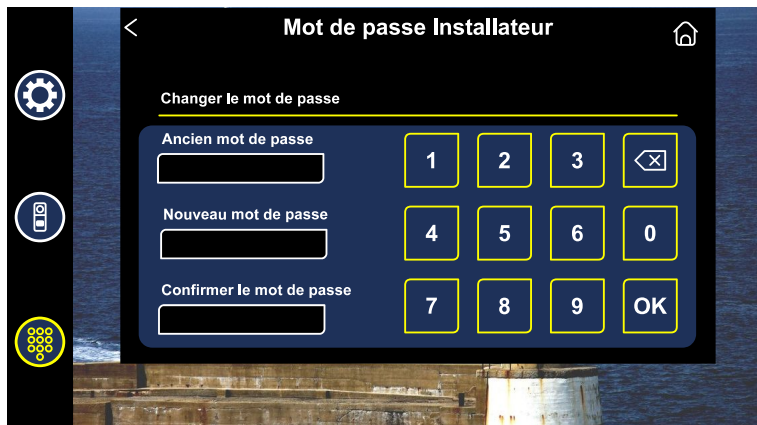 Mot de passe Installateur
Changer le mot de passe
Ancien mot de passe
1 2 3
Nouveau mot de passe
4 5 6 0
Confirmer le mot de passe
7 8 9 OK